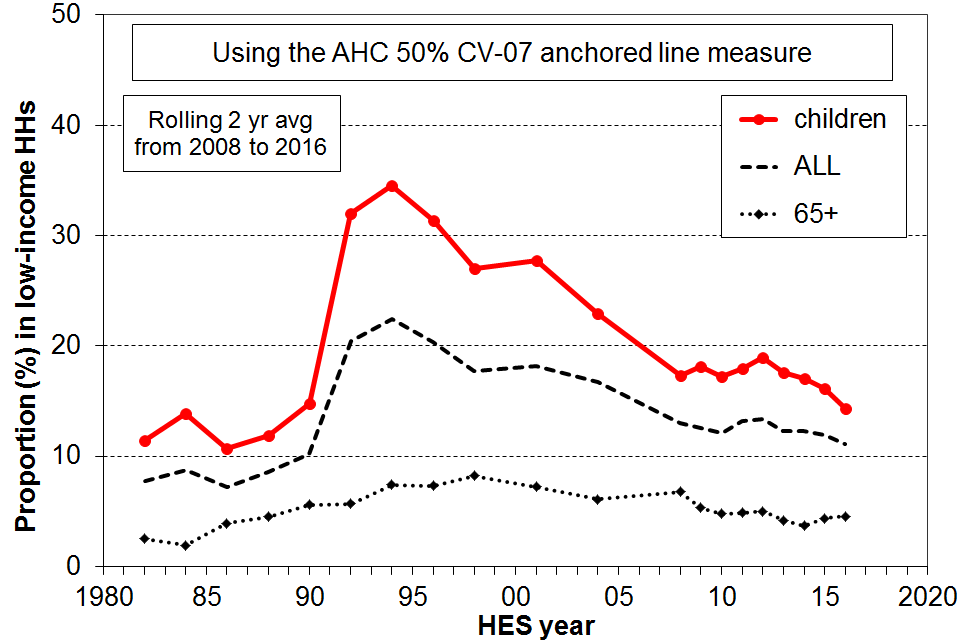 50
40
30
20
10
0
Using the AHC 50% CV-07 anchored line measure
Rolling 2 yr avg
from 2008 to 2016
children
ALL
65+
Proportion (%) in low-income HHs
1980 85 90 95 00 05 10 15 2020
HES year